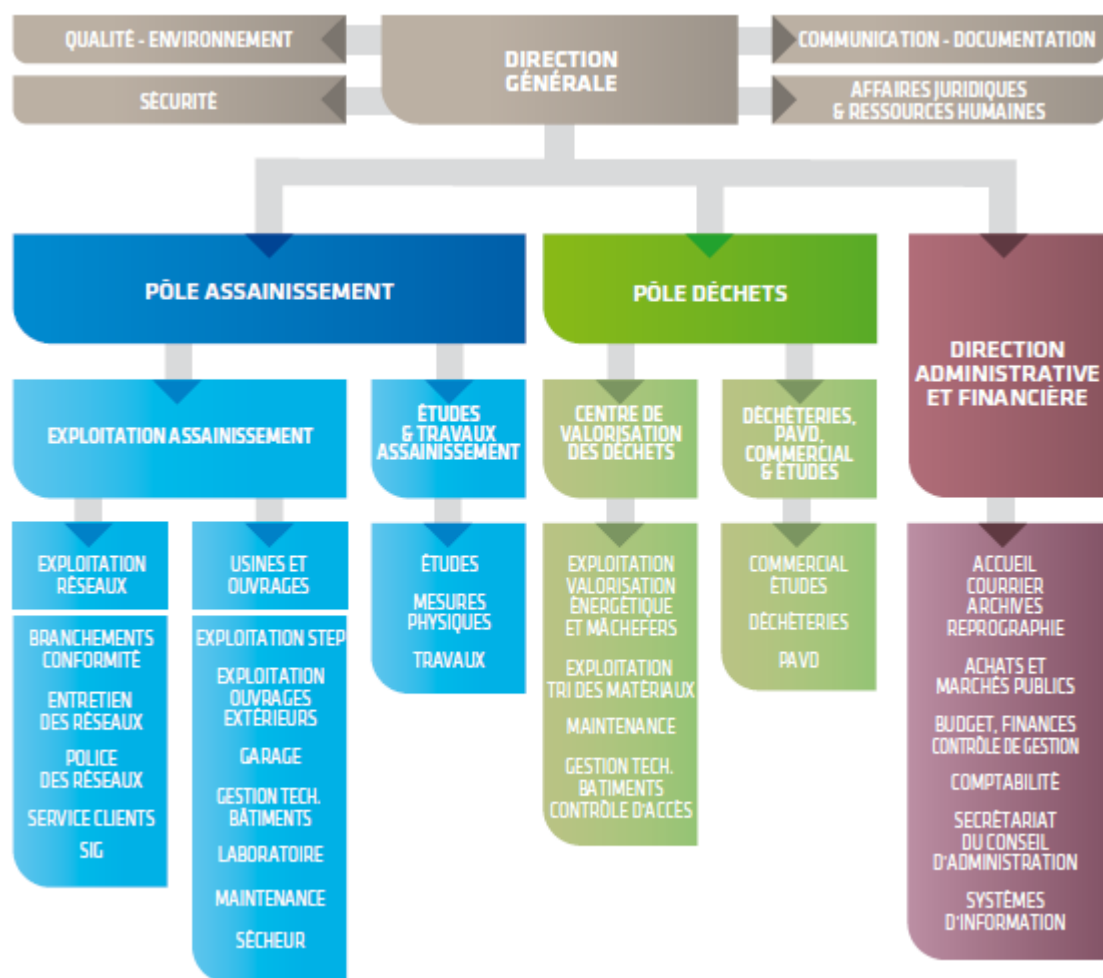 QUALITÉ - ENVIRONNEMENT
SÉCURITÉ
DIRECTION
GÉNÉRALE
COMMUNICATION - DOCUMENTATION
AFFAIRES JURIDIQUES
& RESSOURCES HUMAINES
PÔLE ASSAINISSEMENT
EXPLOITATION ASSAINISSEMENT
EXPLOITATION
RÉSEAUX
BRANCHEMENTS
CONFORMITÉ
ENTRETIEN
DES RÉSEAUX
POLICE
DES RÉSEAUX
SERVICE CLIENTS
SIG
USINES ET
OUVRAGES
EXPLOITATION STEP
EXPLOITATION
OUVRAGES
EXTÉRIEURS
GARAGE
GESTION TECH.
BÂTIMENTS
LABORATOIRE
MAINTENANCE
SÉCHEUR
ÉTUDES
& TRAVAUX
ASSAINISSEMENT
ÉTUDES
MESURES
PHYSIQUES
TRAVAUX
PÔLE DÉCHETS
CENTRE DE
VALORISATION
DES DÉCHETS
EXPLOITATION
VALORISATION
ÉNERGÉTIQUE
ET MÂCHEFERS
EXPLOITATION
TRI DES MATÉRIAUX
MAINTENANCE
GESTION TECH.
BATIMENTS
CONTRÔLE D'ACCÈS
DÉCHÈTERIES,
PAVD,
COMMERCIAL
& ÉTUDES
COMMERCIAL
ÉTUDES
DÉCHÈTERIES
PAVD
DIRECTION
ADMINISTRATIVE
ET FINANCIÈRE
ACCUEIL
COURRIER
ARCHIVES
REPROGRAPHIE
ACHATS ET
MARCHÉS PUBLICS
BUDGET, FINANCES
CONTRÔLE DE GESTION
COMPTABILITÉ
SECRÉTARIAT
DU CONSEIL
D'ADMINISTRATION
SYSTÈMES
D'INFORMATION